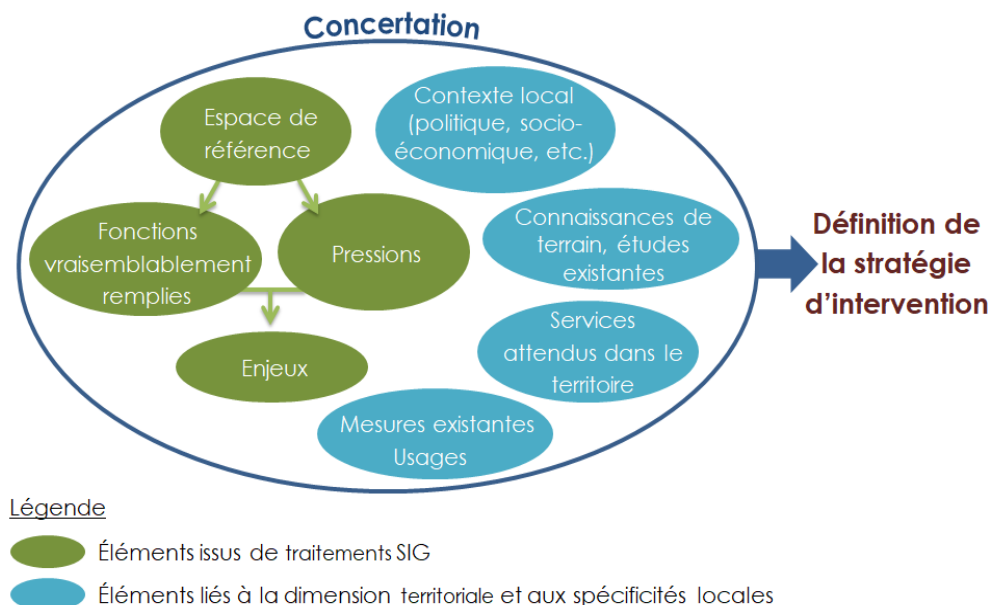 Concertation
Espace de
référence
Contexte local
(politique, socio-
économique, etc.)
Fonctions
vraisemblablement
remplies
Pressions
Connaissances de
terrain, études
existantes
Enjeux
Services
attendus dans le
territoire
Mesures existantes
Usages
Définition de
la stratégie
d'intervention
Légende
Éléments issus de traitements SIG
Éléments liés à la dimension territoriale et aux spécificités locales